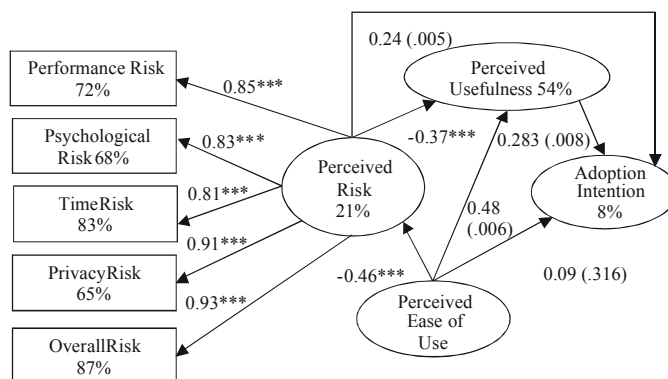 0.24 (.005)
Performance Risk
72%
0.85***
Perceived
Usefulness 54%
Psychological
Risk 68%
0.83***
-0.37***
0.283 (.008)
Perceived
Risk
21%
Adoption
Intention
8%
TimeRisk
83%
0.81***
0.48
(.006)
PrivacyRisk
65%
0.91***
-0.46***
0.09 (.316)
Perceived
Ease of
Use
OverallRisk
87%
0.93***